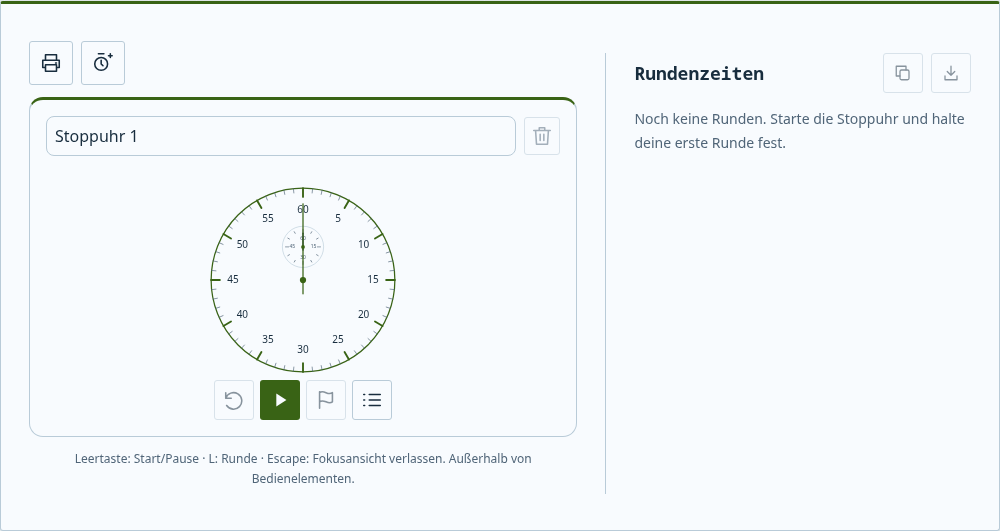 Stoppuhr 1
60
5
10
15
20
25
30
35
40
45
50
55
Leertaste: Start/Pause · L: Runde · Escape: Fokusansicht verlassen. Außerhalb von
Bedienelementen.
Rundenzeiten
Noch keine Runden. Starte die Stoppuhr und halte
deine erste Runde fest.